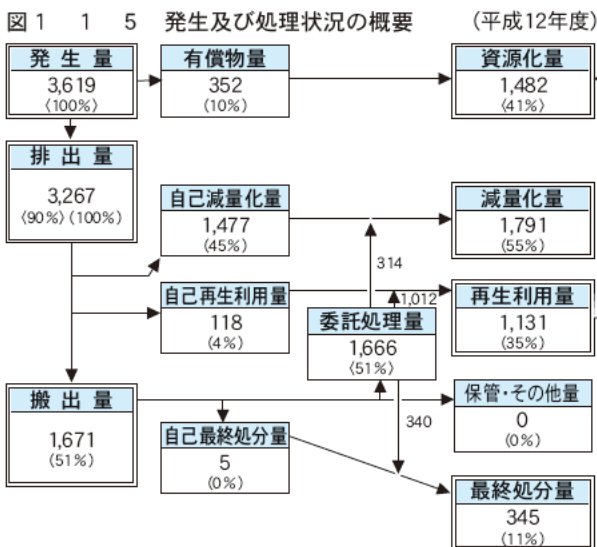 図1 1 5 発生及び処理状況の概要 (平成12年度)
発生量
3,619
〈100%〉
有償物量
352
(10%)
資源化量
1,482
〈41%〉
排出量
3,267
〈90%〉(100%)
自己減量化量
1,477
(45%)
減量化量
1,791
(55%)
314
自己再生利用量
118
(4%)
1,012
再生利用量
1,131
(35%)
委託処理量
1,666
(51%)
搬出量
1,671
(51%)
保管・その他量
0
(0%)
340
自己最終処分量
5
(0%)
最終処分量
345
(11%)